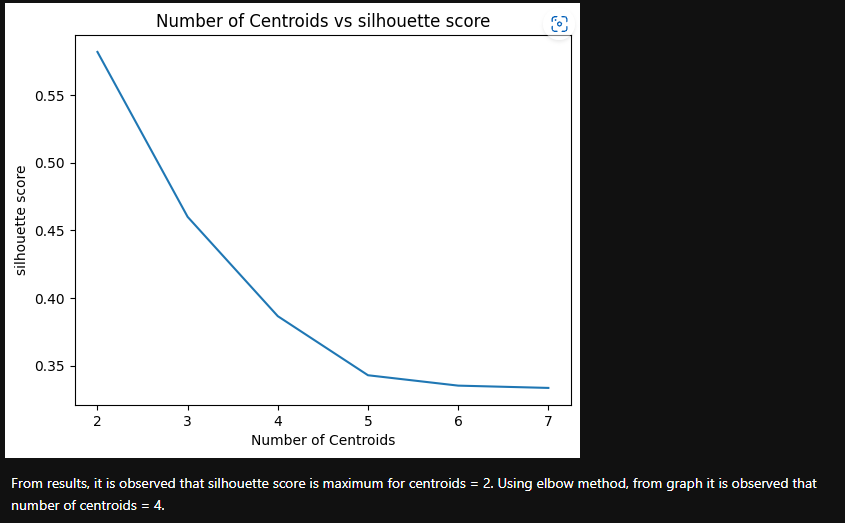 Number of Centroids vs silhouette score
0.55
0.50
0.45
0.40
0.35
silhouette score
2 3 4 5 6 7
Number of Centroids
From results, it is observed that silhouette score is maximum for centroids = 2. Using elbow method, from graph it is observed that
number of centroids = 4.